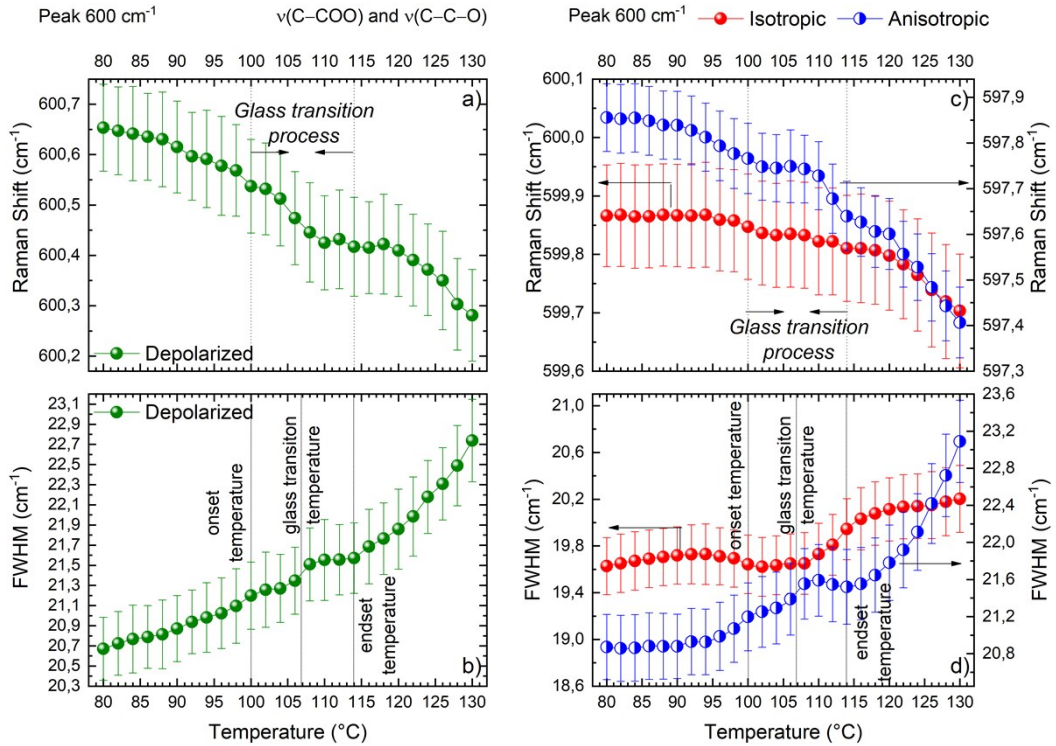 Peak 600 cm⁻¹ ν(C–COO) and ν(C–C–O)
80 85 90 95 100 105 110 115 120 125 130
a)
Glass transition
process
600,7
600,6
600,5
600,4
600,3
600,2
Raman Shift (cm⁻¹)
Depolarized
23,1
22,9
22,7
22,5
22,3
22,1
21,9
21,7
21,5
21,3
21,1
20,9
20,7
20,5
20,3
FWHM (cm⁻¹)
Depolarized
onset
temperature
glass transiton
temperature
endset
temperature
b)
80 85 90 95 100 105 110 115 120 125 130
Temperature (°C)
Peak 600 cm⁻¹ Isotropic Anisotropic
80 85 90 95 100 105 110 115 120 125 130
c)
600,1
600,0
599,9
599,8
599,7
599,6
Raman Shift (cm⁻¹)
597,9
597,8
597,7
597,6
597,5
597,4
597,3
Raman Shift (cm⁻¹)
Glass transition
process
21,0
20,6
20,2
19,8
19,4
19,0
18,6
FWHM (cm⁻¹)
23,6
23,2
22,8
22,4
22,0
21,6
21,2
20,8
FWHM (cm⁻¹)
onset temperature
glass transiton
temperature
endset
temperature
d)
80 85 90 95 100 105 110 115 120 125 130
Temperature (°C)